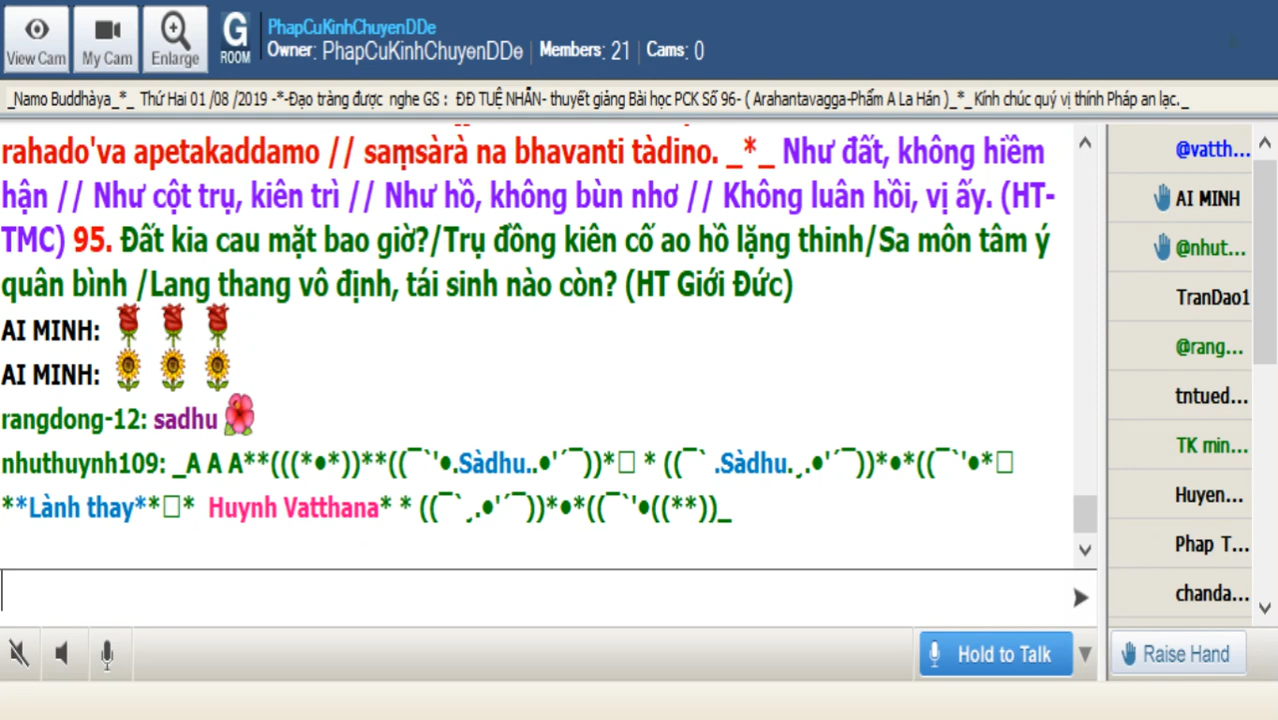 View Cam
My Cam
Enlarge
G
ROOM
PhapCuKinhChuyenDDe
Owner: PhapCuKinhChuyenDDe | Members: 21 | Cams: 0
_Namo Buddhàya_*_ Thứ Hai 01 /08 /2019 -*-Đạo tràng được nghe GS : ĐĐ TUỆ NHẪN- thuyết giảng Bài học PCK Số 96- ( Arahantavagga-Phẩm A La Hán )_*_Kính chúc quý vị thính Pháp an lạc._
rahado'va apetakaddamo // saṃsàrà na bhavanti tàdino. _*_ Như đất, không hiềm
hận // Như cột trụ, kiên trì // Như hồ, không bùn nhơ // Không luân hồi, vị ấy. (HT-
TMC) 95. Đất kia cau mặt bao giờ?/Trụ đồng kiên cố ao hồ lặng thinh/Sa môn tâm ý
quân bình /Lang thang vô định, tái sinh nào còn? (HT Giới Đức)
AI MINH:
AI MINH:
rangdong-12: sadhu
nhuthuynh109: _A A A**(((*•*))**((¯`'•.Sàdhu..•'´¯))*□ * ((¯` .Sàdhu.¸.•'´¯))*•*((¯`'•*□
**Lành thay**□* Huynh Vatthana* * ((¯`¸.•'´¯))*•*((¯`'•((**))_
@vatth...
AI MINH
@nhut...
TranDao1
@rang...
tntued...
TK min...
Huyen...
Phap T...
chanda...
Hold to Talk
Raise Hand